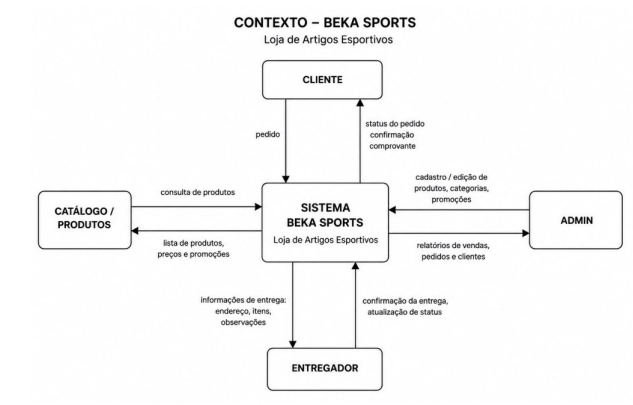 CONTEXTO – BEKA SPORTS
Loja de Artigos Esportivos
CLIENTE
pedido
status do pedido
confirmação
comprovante
cadastro / edição de
produtos, categorias,
promoções
consulta de produtos
CATÁLOGO /
PRODUTOS
SISTEMA
BEKA SPORTS
Loja de Artigos Esportivos
ADMIN
lista de produtos,
preços e promoções
relatórios de vendas,
pedidos e clientes
informações de entrega:
endereço, itens,
observações
confirmação da entrega,
atualização de status
ENTREGADOR